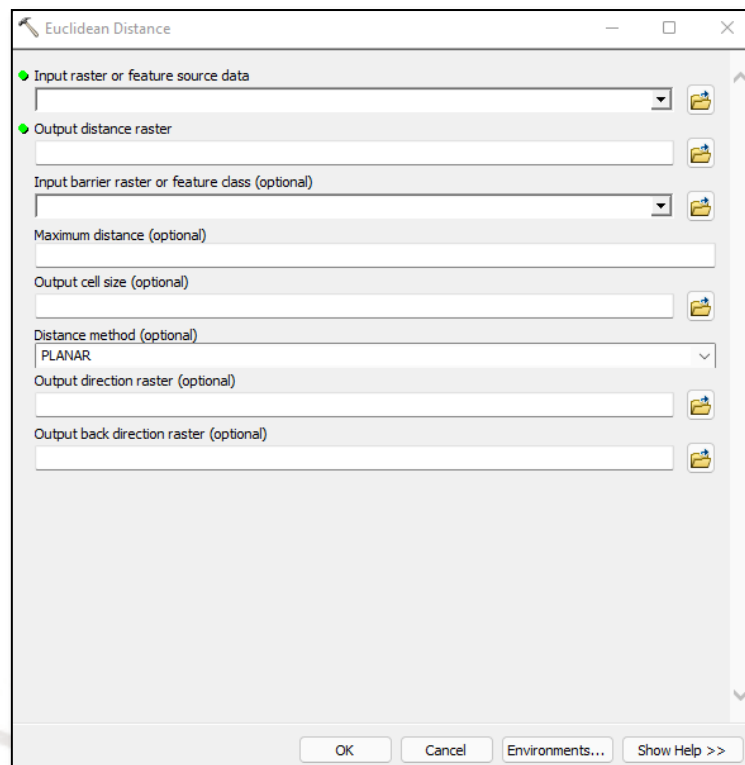 Euclidean Distance
Input raster or feature source data
Output distance raster
Input barrier raster or feature class (optional)
Maximum distance (optional)
Output cell size (optional)
Distance method (optional)
PLANAR
Output direction raster (optional)
Output back direction raster (optional)
OK Cancel Environments... Show Help >>